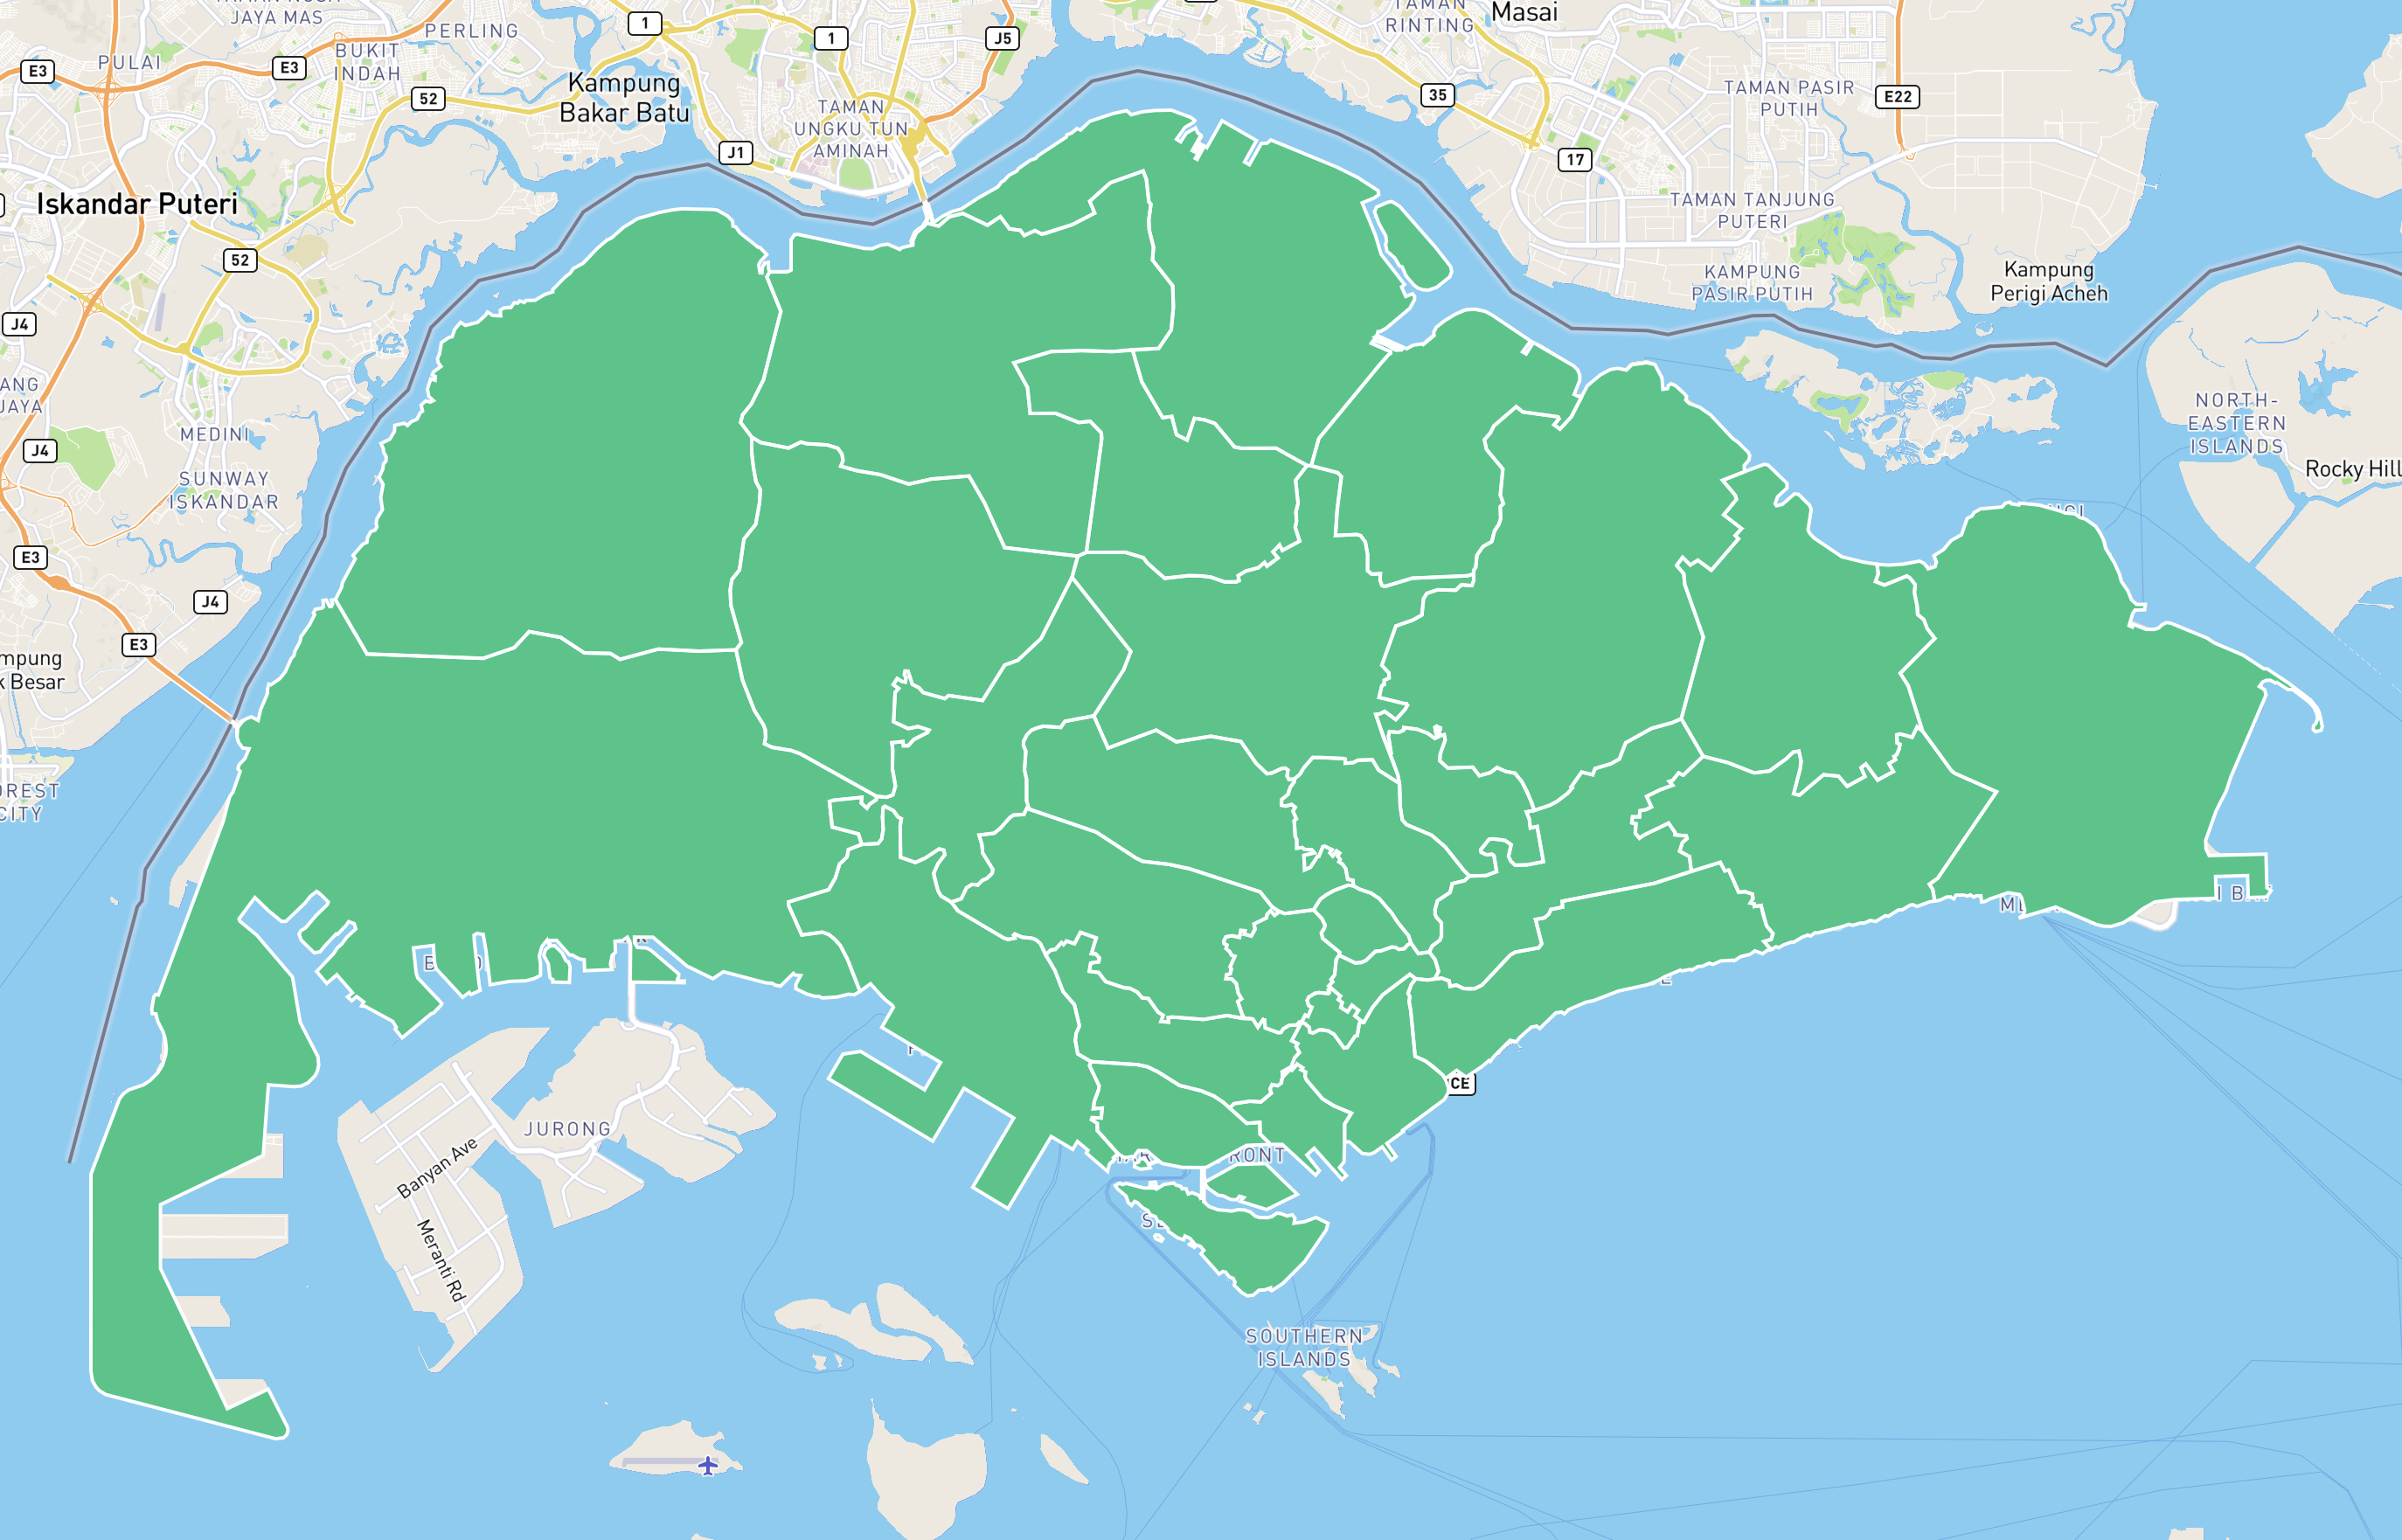 JAYA MAS
PERLING
PULAI
BUKIT
INDAH
E3
E3
52
1
1
J5
Kampung
Bakar Batu
TAMAN
UNGKU TUN
AMINAH
J1
TAMAN
RINTING
Masai
35
17
TAMAN PASIR
PUTIH
E22
TAMAN TANJUNG
PUTERI
KAMPUNG
PASIR PUTIH
Kampung
Perigi Acheh
Iskandar Puteri
52
J4
ANG
JAYA
MEDINI
J4
SUNWAY
ISKANDAR
E3
J4
E3
mpung
k Besar
OREST
CITY
NORTH-
EASTERN
ISLANDS
Rocky Hill
CE
JURONG
Banyan Ave
Meranti Rd
RONT
SOUTHERN
ISLANDS